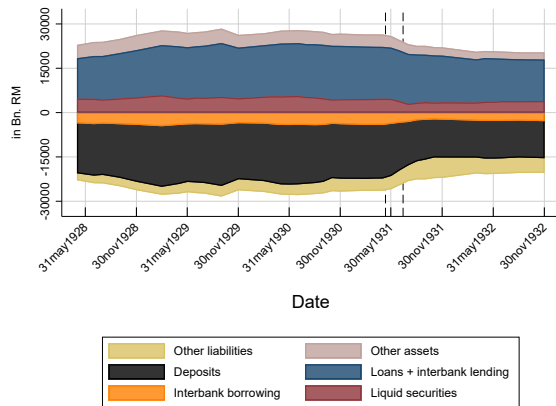 in Bn. RM
30000
15000
0
-15000
-30000
31may1928
30nov1928
31may1929
30nov1929
31may1930
30nov1930
30may1931
30nov1931
31may1932
30nov1932
Date
Other liabilities
Other assets
Deposits
Loans + interbank lending
Interbank borrowing
Liquid securities